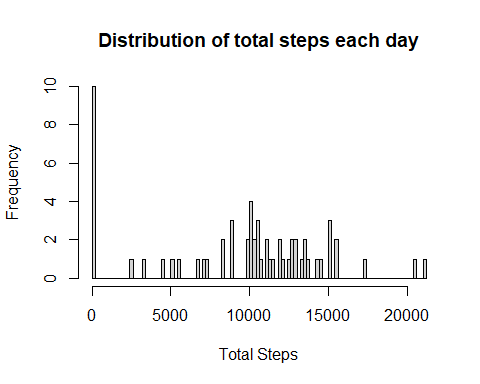 Distribution of total steps each day
Frequency
10
8
6
4
2
0
0 5000 10000 15000 20000
Total Steps